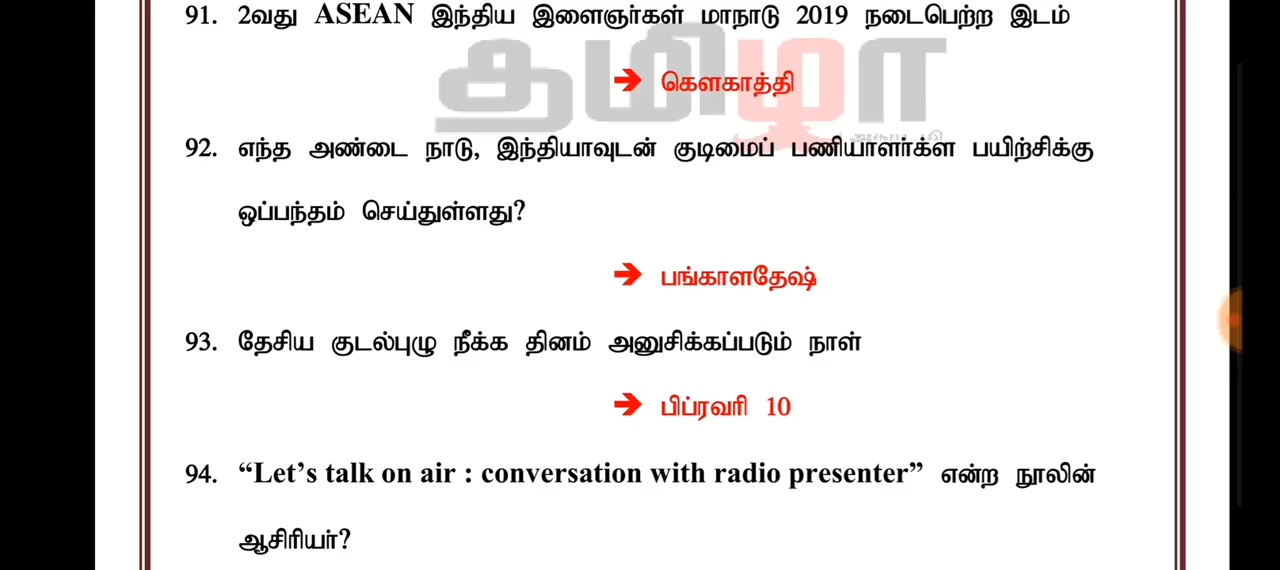 91. 2வது ASEAN இந்திய இளைஞர்கள் மாநாடு 2019 நடைபெற்ற இடம்
தமிழா
➔ கௌகாத்தி
92. எந்த அண்டை நாடு, இந்தியாவுடன் குடிமைப் பணியாளர்க்ள பயிற்சிக்கு
ஒப்பந்தம் செய்துள்ளது?
➔ பங்காளதேஷ்
93. தேசிய குடல்புழு நீக்க தினம் அனுசிக்கப்படும் நாள்
➔ பிப்ரவரி 10
94. “Let’s talk on air : conversation with radio presenter” என்ற நூலின்
ஆசிரியர்?